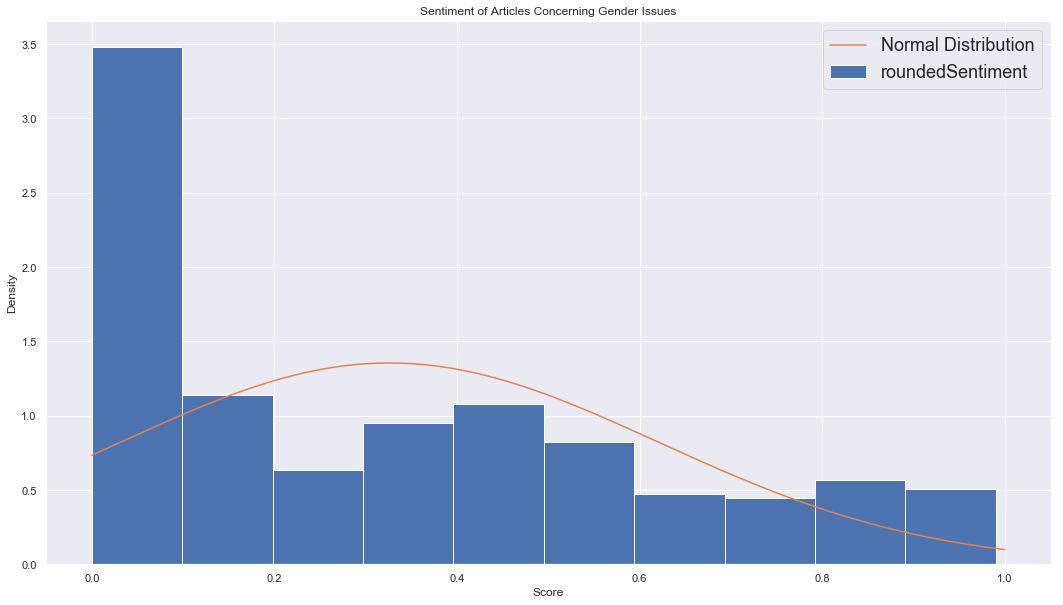 Sentiment of Articles Concerning Gender Issues
Normal Distribution
roundedSentiment
3.5
3.0
2.5
2.0
1.5
1.0
0.5
0.0
Density
0.0 0.2 0.4 0.6 0.8 1.0
Score